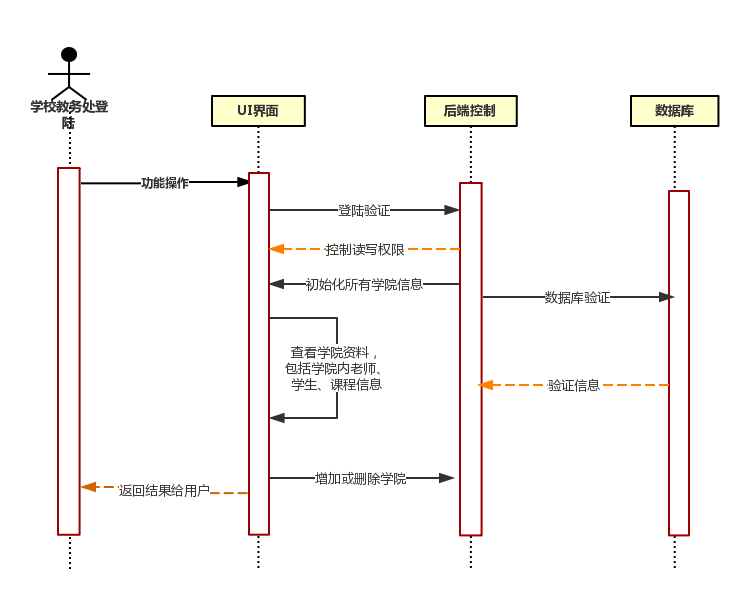 学校教务处登
陆
UI界面
后端控制
数据库
功能操作
登陆验证
控制读写权限
初始化所有学院信息
数据库验证
查看学院资料，
包括学院内老师、
学生、课程信息
验证信息
增加或删除学院
返回结果给用户